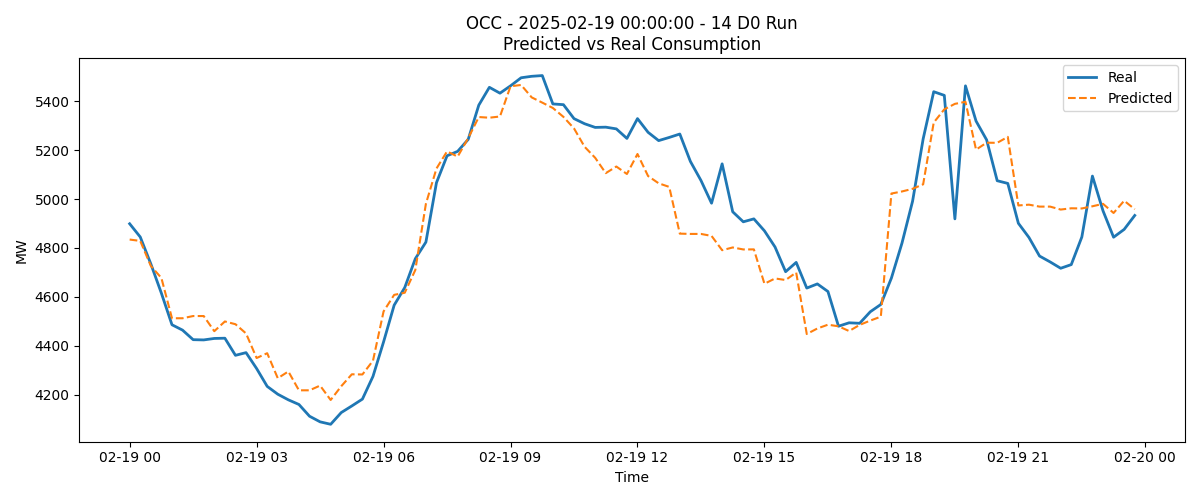 OCC - 2025-02-19 00:00:00 - 14 D0 Run
Predicted vs Real Consumption
Real
Predicted
MW
5400
5200
5000
4800
4600
4400
4200
02-19 00
02-19 03
02-19 06
02-19 09
02-19 12
02-19 15
02-19 18
02-19 21
02-20 00
Time